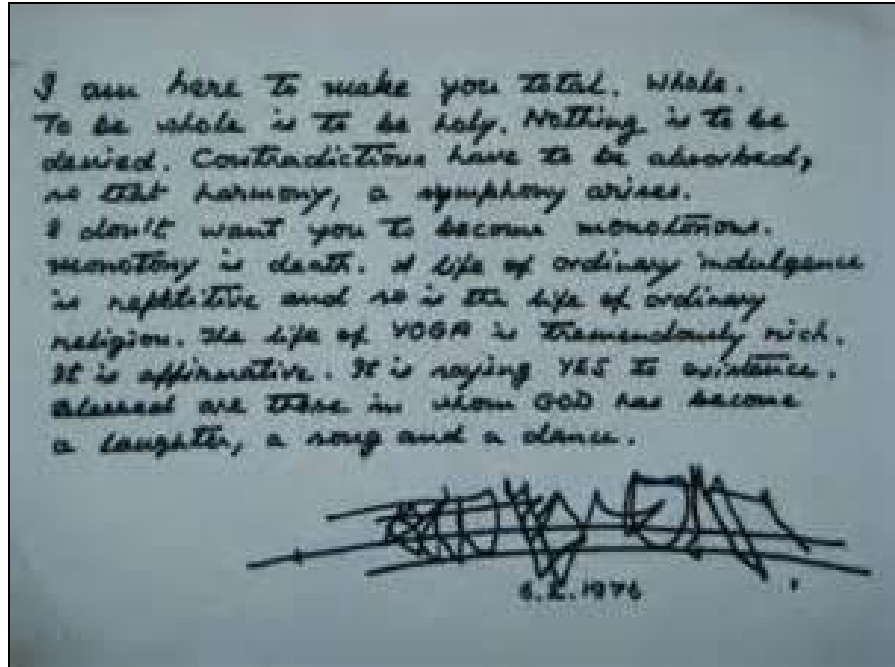 I am here to make you total. Whole.
To be whole is to be holy. Nothing is to be
denied. Contradictions have to be absorbed,
so that harmony, a symphony arises.
I don't want you to become monotonous.
monotony is death. A life of ordinary indulgence
is repetitive and so is the life of ordinary
religion. The life of YOGA is tremendously rich.
It is affirmative. It is saying YES to existence.
Blessed are those in whom GOD has become
a laughter, a song and a dance.
1976